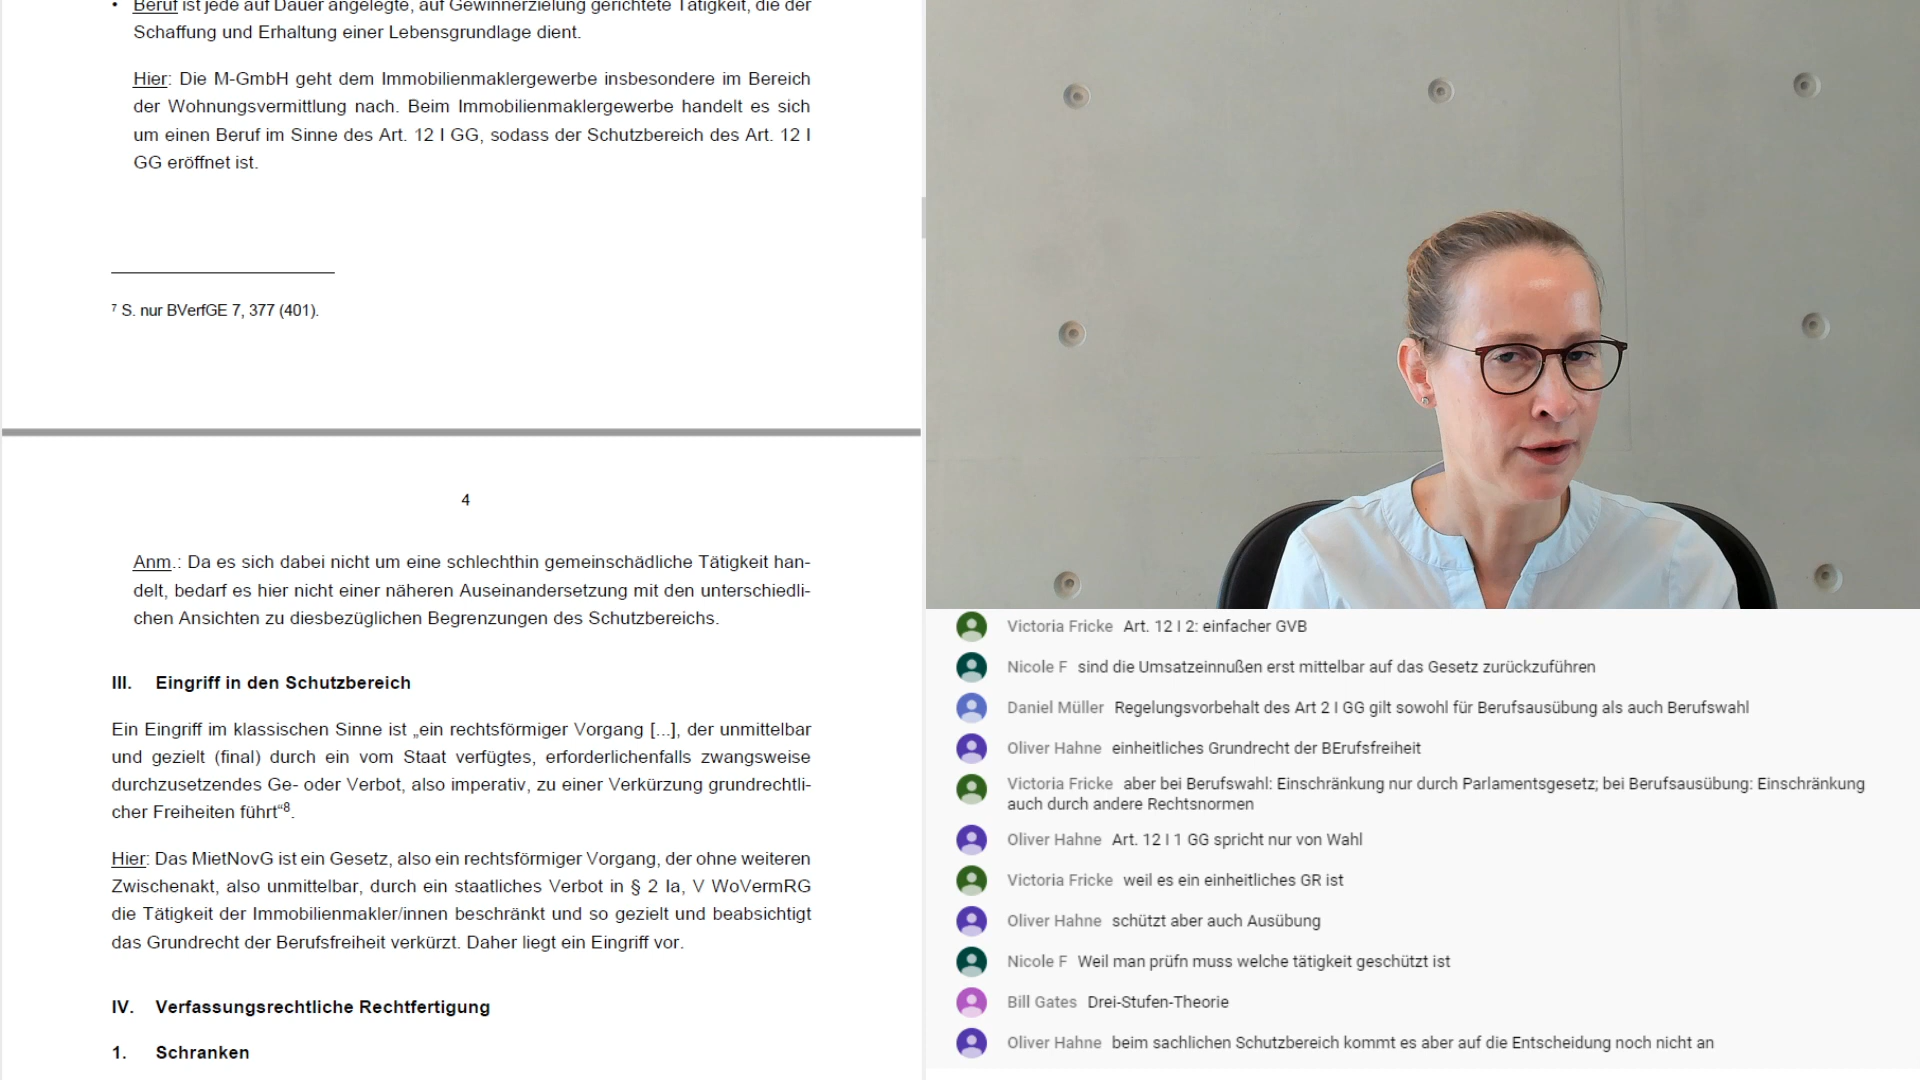 • Beruf ist jede auf Dauer angelegte, auf Gewinnerzielung gerichtete Tätigkeit, die der
Schaffung und Erhaltung einer Lebensgrundlage dient.
Hier: Die M-GmbH geht dem Immobilienmaklergewerbe insbesondere im Bereich
der Wohnungsvermittlung nach. Beim Immobilienmaklergewerbe handelt es sich
um einen Beruf im Sinne des Art. 12 I GG, sodass der Schutzbereich des Art. 12 I
GG eröffnet ist.
⁷ S. nur BVerfGE 7, 377 (401).
4
Anm.: Da es sich dabei nicht um eine schlechthin gemeinschädliche Tätigkeit han-
delt, bedarf es hier nicht einer näheren Auseinandersetzung mit den unterschiedli-
chen Ansichten zu diesbezüglichen Begrenzungen des Schutzbereichs.
III. Eingriff in den Schutzbereich
Ein Eingriff im klassischen Sinne ist „ein rechtsförmiger Vorgang [...], der unmittelbar
und gezielt (final) durch ein vom Staat verfügtes, erforderlichenfalls zwangsweise
durchzusetzendes Ge- oder Verbot, also imperativ, zu einer Verkürzung grundrechtli-
cher Freiheiten führt“⁸.
Hier: Das MietNovG ist ein Gesetz, also ein rechtsförmiger Vorgang, der ohne weiteren
Zwischenakt, also unmittelbar, durch ein staatliches Verbot in § 2 Ia, V WoVermRG
die Tätigkeit der Immobilienmakler/innen beschränkt und so gezielt und beabsichtigt
das Grundrecht der Berufsfreiheit verkürzt. Daher liegt ein Eingriff vor.
IV. Verfassungsrechtliche Rechtfertigung
1. Schranken
Victoria Fricke Art. 12 I 2: einfacher GVB
Nicole F sind die Umsatzeinnußen erst mittelbar auf das Gesetz zurückzuführen
Daniel Müller Regelungsvorbehalt des Art 2 I GG gilt sowohl für Berufsausübung als auch Berufswahl
Oliver Hahne einheitliches Grundrecht der BErufsfreiheit
Victoria Fricke aber bei Berufswahl: Einschränkung nur durch Parlamentsgesetz; bei Berufsausübung: Einschränkung
auch durch andere Rechtsnormen
Oliver Hahne Art. 12 I 1 GG spricht nur von Wahl
Victoria Fricke weil es ein einheitliches GR ist
Oliver Hahne schützt aber auch Ausübung
Nicole F Weil man prüfn muss welche tätigkeit geschützt ist
Bill Gates Drei-Stufen-Theorie
Oliver Hahne beim sachlichen Schutzbereich kommt es aber auf die Entscheidung noch nicht an